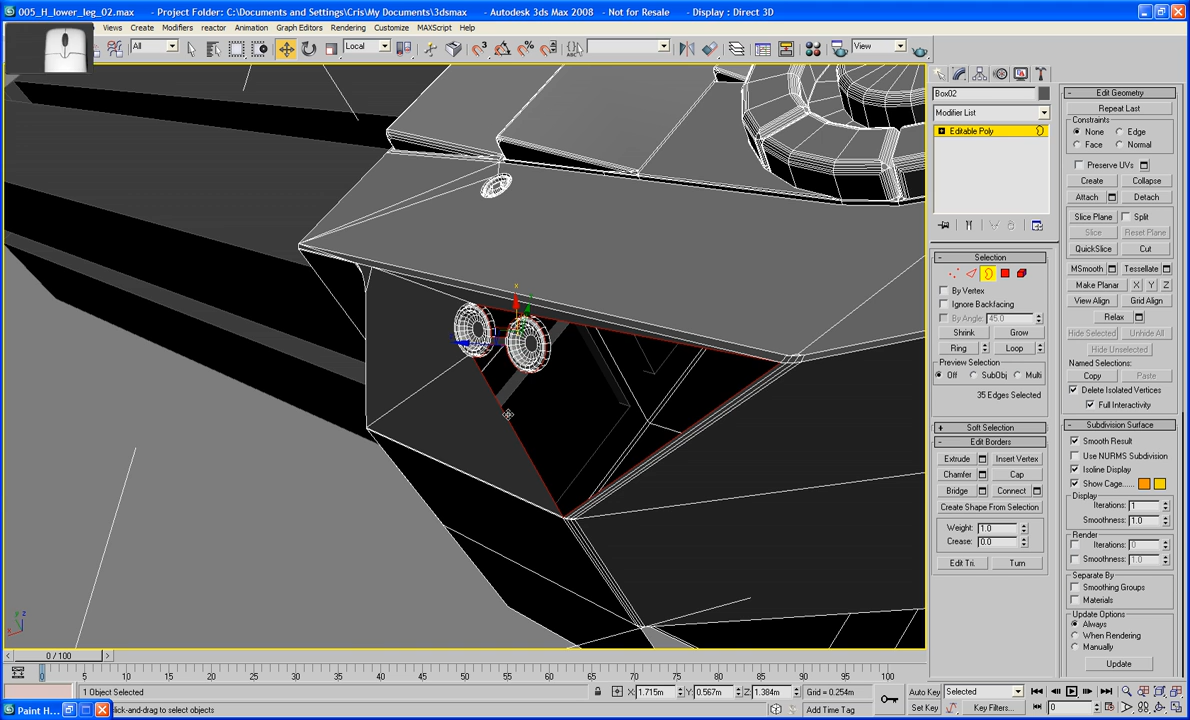 005_H_lower_leg_02.max - Project Folder: C:\Documents and Settings\Cris\My Documents\3dsmax - Autodesk 3ds Max 2008 - Not for Resale - Display : Direct 3D
Views Create Modifiers reactor Animation Graph Editors Rendering Customize MAXScript Help
All Local View
Box02
Modifier List
Editable Poly
Selection
By Vertex
Ignore Backfacing
By Angle: 45.0
Shrink Grow
Ring Loop
Preview Selection
Off SubObj Multi
35 Edges Selected
Soft Selection
Edit Borders
Extrude Insert Vertex
Chamfer Cap
Bridge Connect
Create Shape From Selection
Weight: 1.0
Crease: 0.0
Edit Tri. Turn
Edit Geometry
Repeat Last
Constraints
None Edge
Face Normal
Preserve UVs
Create Collapse
Attach Detach
Slice Plane Split
Slice Reset Plane
QuickSlice Cut
MSmooth Tessellate
Make Planar X Y Z
View Align Grid Align
Relax
Hide Selected Unhide All
Hide Unselected
Named Selections:
Copy Paste
Delete Isolated Vertices
Full Interactivity
Subdivision Surface
Smooth Result
Use NURMS Subdivision
Isoline Display
Show Cage......
Display
Iterations: 1
Smoothness: 1.0
Render
Iterations: 0
Smoothness: 1.0
Separate By
Smoothing Groups
Materials
Update Options
Always
When Rendering
Manually
Update
x
z
x
0 / 100
0 5 10 15 20 25 30 35 40 45 50 55 60 65 70 75 80 85 90 95 100
1 Object Selected X: 1.715m Y: 0.567m Z: 1.384m Grid = 0.254m Auto Key Selected
Paint H... click-and-drag to select objects Add Time Tag Set Key Key Filters... 0